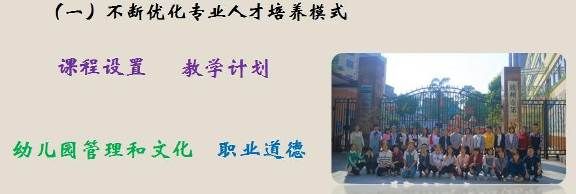 （一）不断优化专业人才培养模式
课程设置 教学计划
幼儿园管理和文化 职业道德